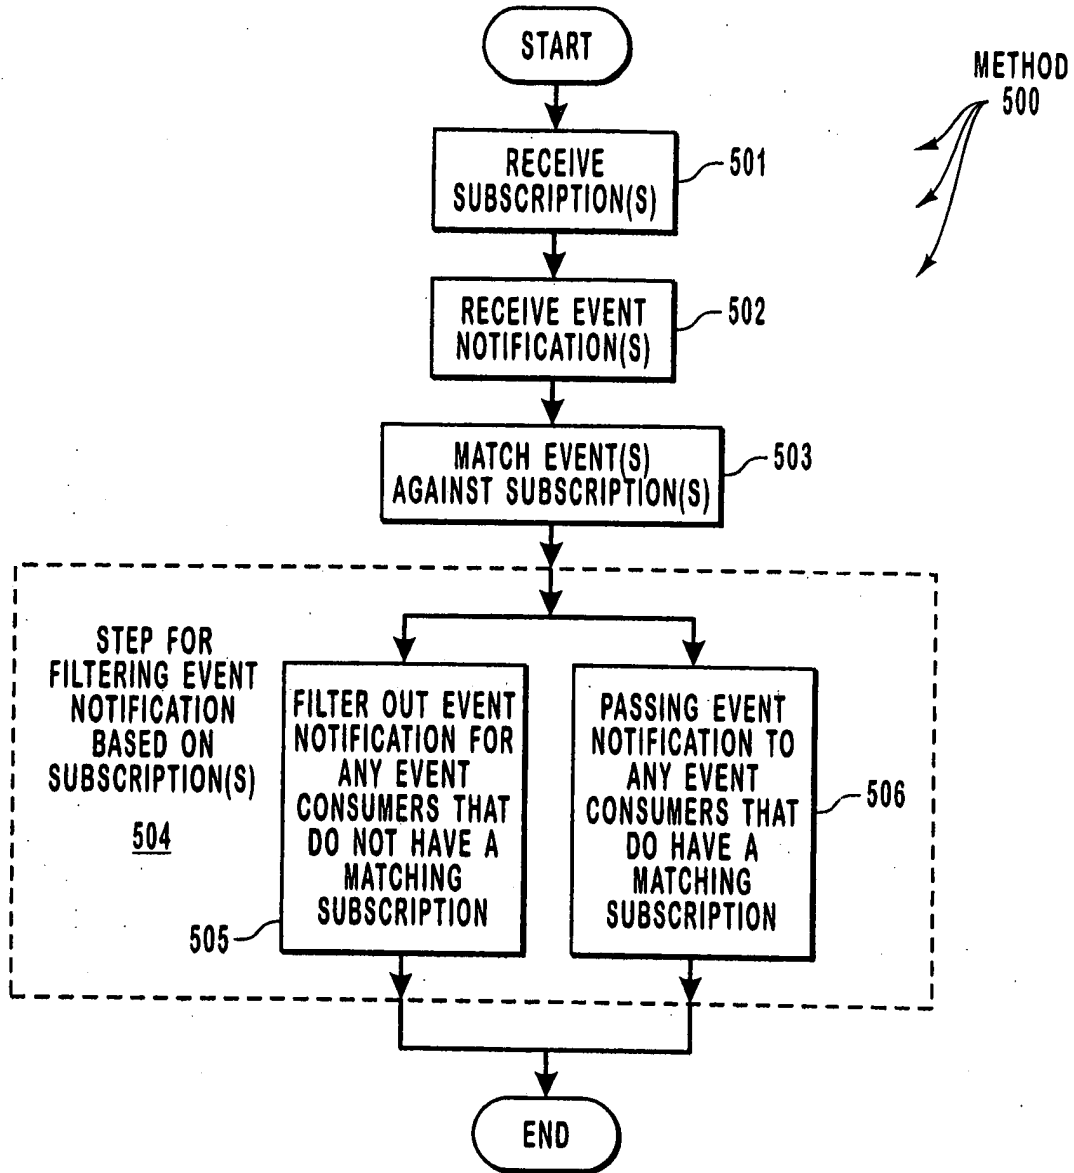 START
METHOD
500
RECEIVE
SUBSCRIPTION(S)
501
RECEIVE EVENT
NOTIFICATION(S)
502
MATCH EVENT(S)
AGAINST SUBSCRIPTION(S)
503
STEP FOR
FILTERING EVENT
NOTIFICATION
BASED ON
SUBSCRIPTION(S)
504
FILTER OUT EVENT
NOTIFICATION FOR
ANY EVENT
CONSUMERS THAT
DO NOT HAVE A
MATCHING
SUBSCRIPTION
505
PASSING EVENT
NOTIFICATION TO
ANY EVENT
CONSUMERS THAT
DO HAVE A
MATCHING
SUBSCRIPTION
506
END